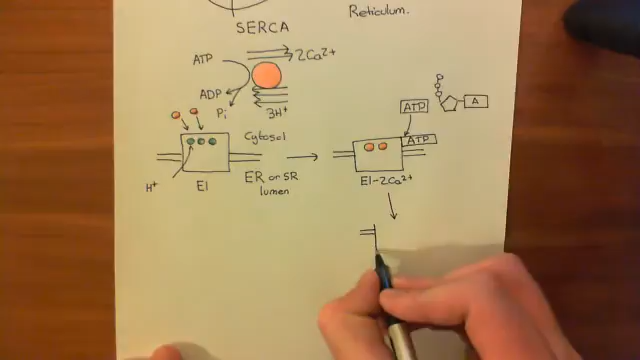 Reticulum.
SERCA
2Ca²⁺
ATP
ADP
Pi
3H⁺
Cytosol
H⁺
E1
ER or SR
lumen
P
A
ATP
ATP
E1-2Ca²⁺